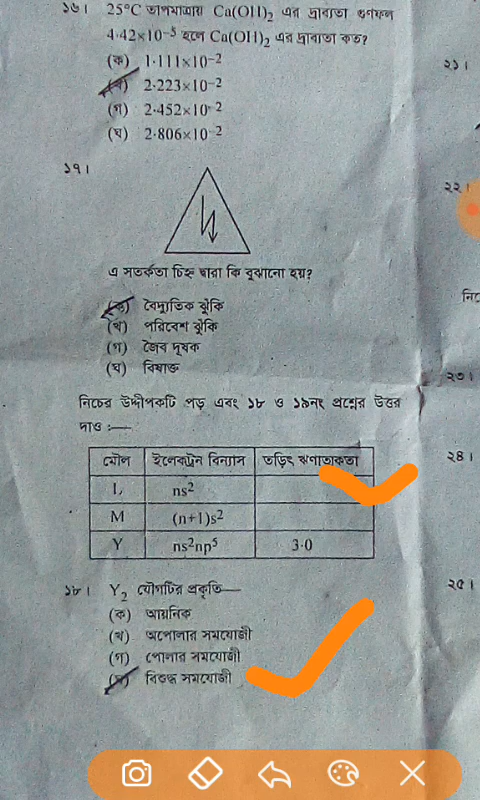 ১৬। 25°C তাপমাত্রায় Ca(OH)₂ এর দ্রাব্যতা গুণফল
4·42×10⁻⁵ হলে Ca(OH)₂ এর দ্রাব্যতা কত?
(ক) 1·111×10⁻²
(খ) 2·223×10⁻²
(গ) 2·452×10⁻²
(ঘ) 2·806×10⁻²
১৭।
এ সতর্কতা চিহ্ন দ্বারা কি বুঝানো হয়?
(ক) বৈদ্যুতিক ঝুঁকি
(খ) পরিবেশ ঝুঁকি
(গ) জৈব দূষক
(ঘ) বিষাক্ত
নিচের উদ্দীপকটি পড় এবং ১৮ ও ১৯নং প্রশ্নের উত্তর
দাও :—
মৌল ইলেকট্রন বিন্যাস তড়িৎ ঋণাত্মকতা
L ns²
M (n+1)s²
Y ns²np⁵ 3·0
১৮। Y₂ যৌগটির প্রকৃতি—
(ক) আয়নিক
(খ) অপোলার সমযোজী
(গ) পোলার সমযোজী
(ঘ) বিশুদ্ধ সমযোজী
২১।
২২।
২৩।
২৪।
২৫।